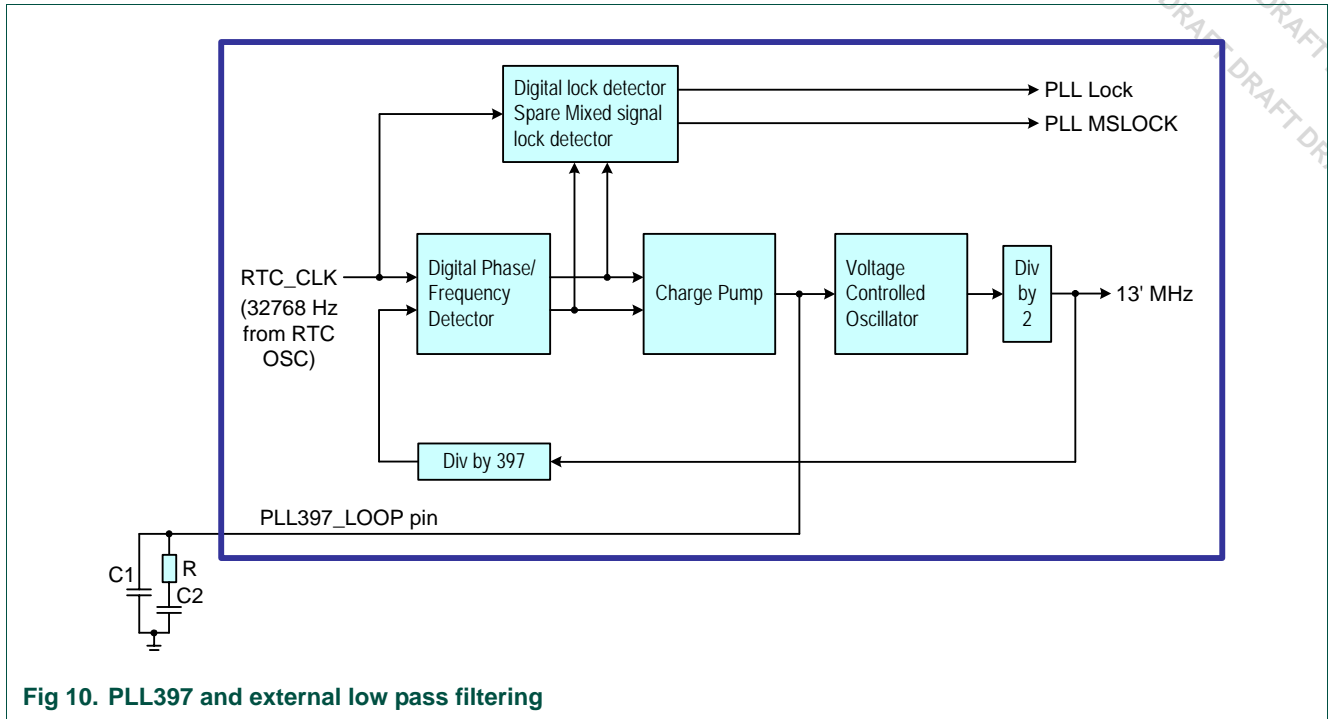 DRAFT
DRAFT
DRAFT DRAFT
Digital lock detector
Spare Mixed signal
lock detector
PLL Lock
PLL MSLOCK
RTC_CLK
(32768 Hz
from RTC
OSC)
Digital Phase/
Frequency
Detector
Charge Pump
Voltage
Controlled
Oscillator
Div
by
2
13' MHz
Div by 397
PLL397_LOOP pin
C1
R
C2
Fig 10. PLL397 and external low pass filtering